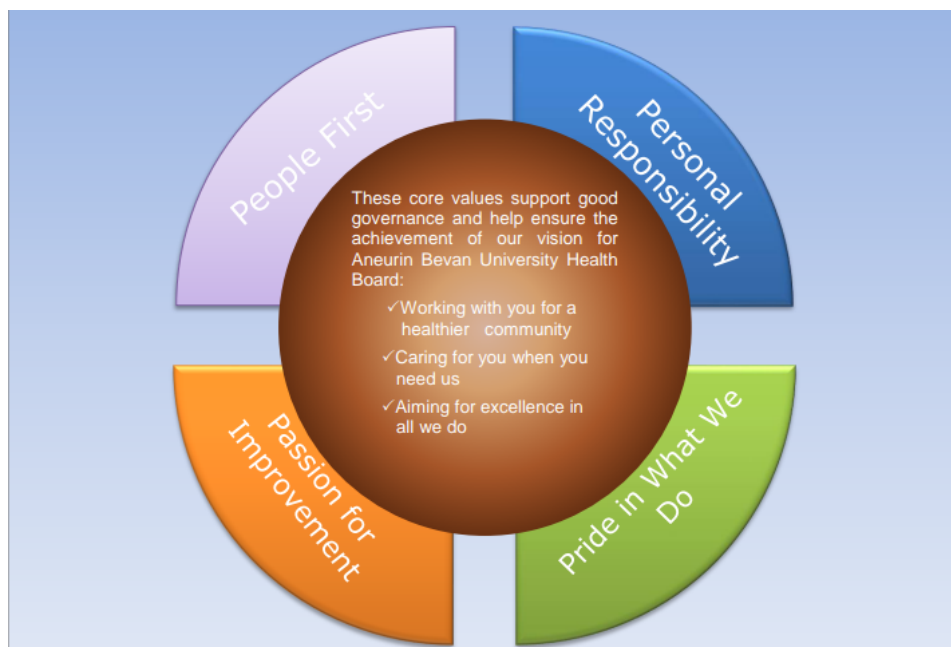 People First
Personal
Responsibility
These core values support good
governance and help ensure the
achievement of our vision for
Aneurin Bevan University Health
Board:
✓Working with you for a
healthier community
✓Caring for you when you
need us
✓Aiming for excellence in
all we do
Passion for
Improvement
Pride in What We
Do